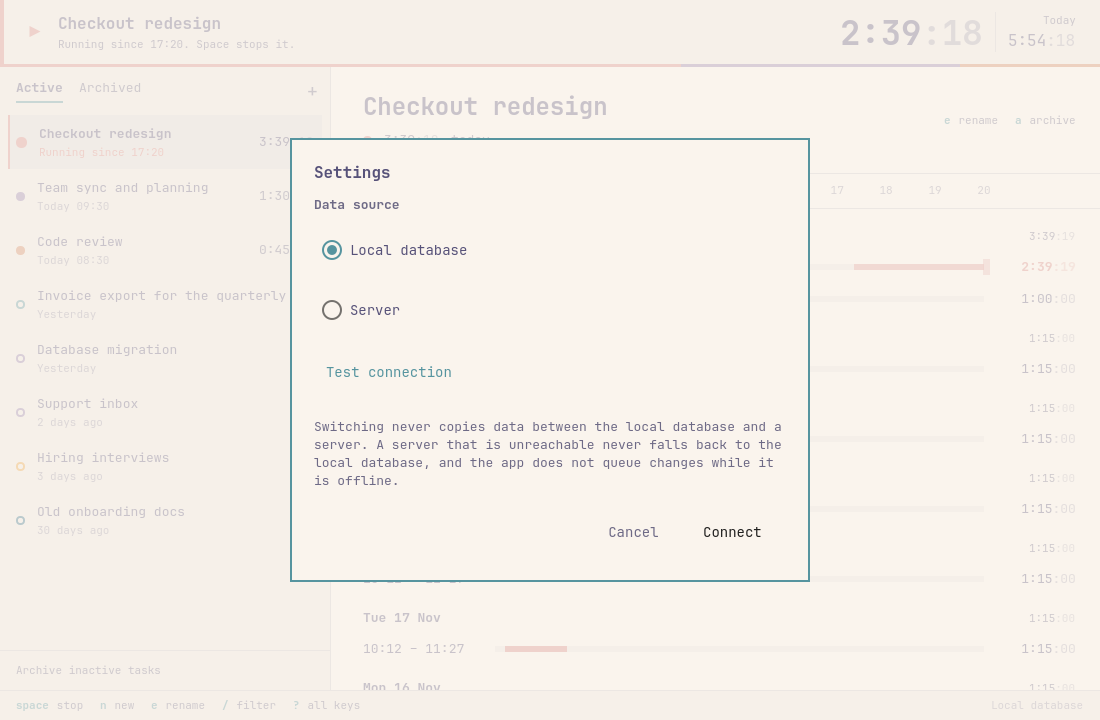 Checkout redesign
Running since 17:20. Space stops it.
2:39:18
Today
5:54:18
Active Archived +
Checkout redesign
Running since 17:20
3:39
Team sync and planning
Today 09:30
1:30
Code review
Today 08:30
0:45
Invoice export for the quarterly
Yesterday
Database migration
Yesterday
Support inbox
2 days ago
Hiring interviews
3 days ago
Old onboarding docs
30 days ago
Archive inactive tasks
Checkout redesign
e rename a archive
17 18 19 20
3:39:19
2:39:19
1:00:00
1:15:00
1:15:00
1:15:00
1:15:00
1:15:00
1:15:00
1:15:00
1:15:00
Tue 17 Nov 1:15:00
10:12 – 11:27 1:15:00
Mon 16 Nov 1:15:00
Settings
Data source
Local database
Server
Test connection
Switching never copies data between the local database and a
server. A server that is unreachable never falls back to the
local database, and the app does not queue changes while it
is offline.
Cancel Connect
space stop n new e rename / filter ? all keys
Local database